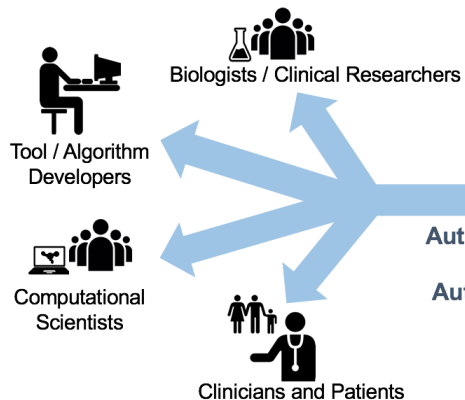 Biologists / Clinical Researchers
Tool / Algorithm
Developers
Computational
Scientists
Clinicians and Patients